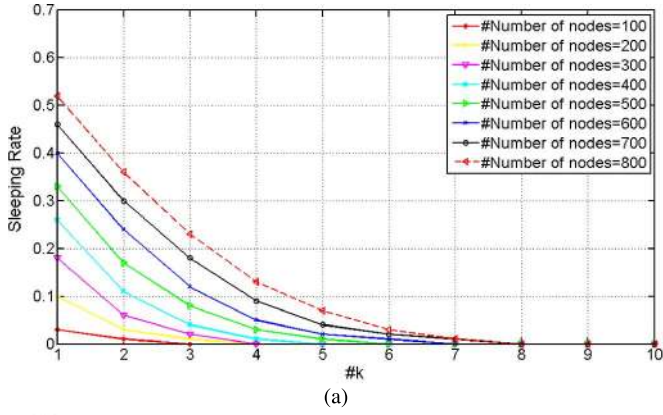 0.7
0.6
0.5
0.4
0.3
0.2
0.1
0
Sleeping Rate
#Number of nodes=100
#Number of nodes=200
#Number of nodes=300
#Number of nodes=400
#Number of nodes=500
#Number of nodes=600
#Number of nodes=700
#Number of nodes=800
1 2 3 4 5 6 7 8 9 10
#k
(a)